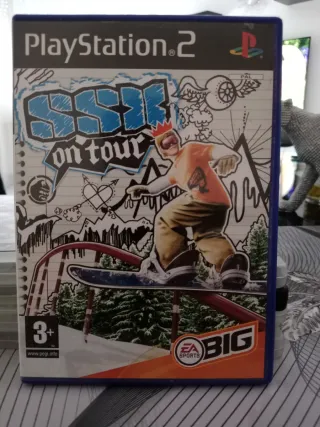 PlayStation®2
SSX
on tour
3+
www.pegi.info
EA
SPORTS
BIG